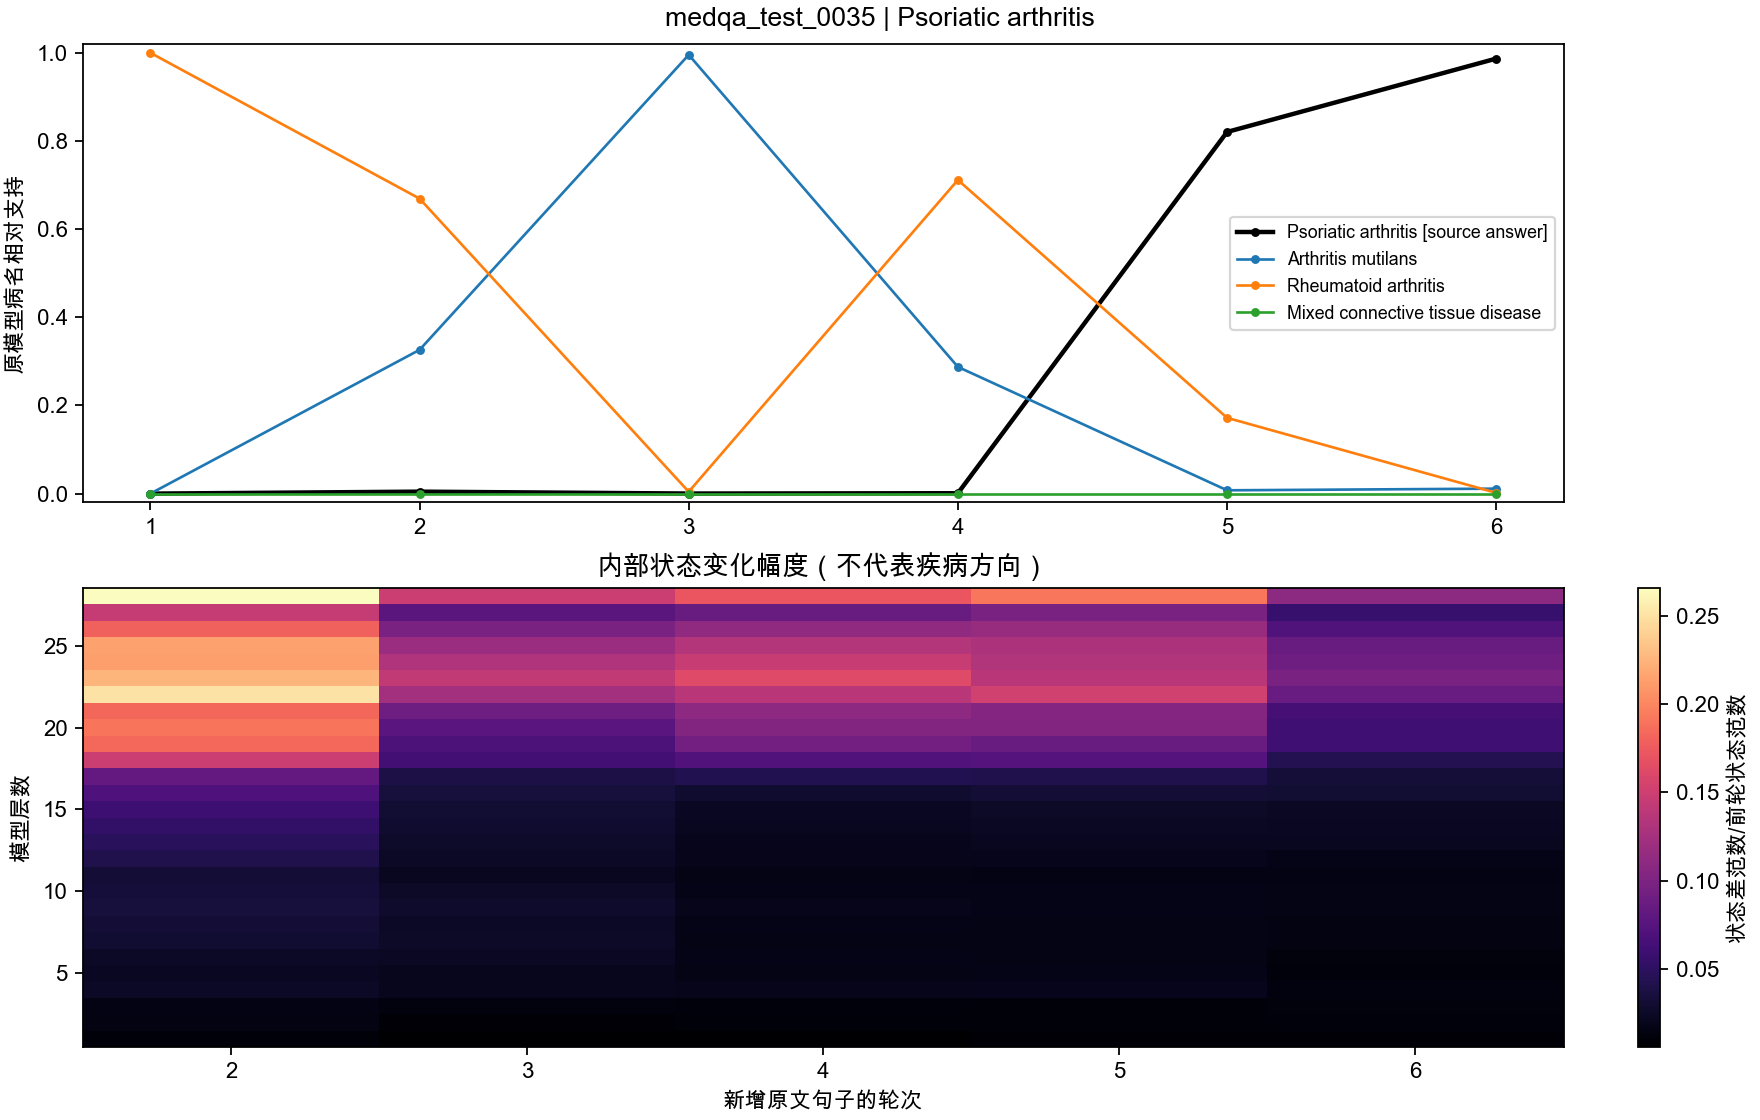 medqa_test_0035 | Psoriatic arthritis
原模型病名相对支持
1.0
0.8
0.6
0.4
0.2
0.0
Psoriatic arthritis [source answer]
Arthritis mutilans
Rheumatoid arthritis
Mixed connective tissue disease
1 2 3 4 5 6
内部状态变化幅度（不代表疾病方向）
模型层数
25
20
15
10
5
2 3 4 5 6
新增原文句子的轮次
0.25
0.20
0.15
0.10
0.05
状态差范数/前轮状态范数